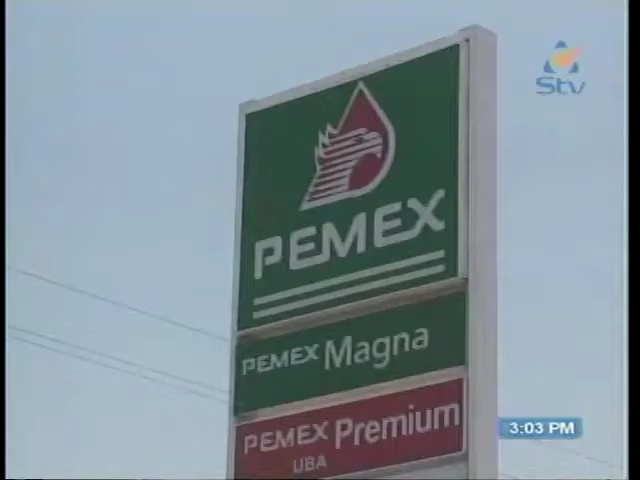 Stv
PEMEX
PEMEX Magna
PEMEX Premium
UBA
3:03 PM